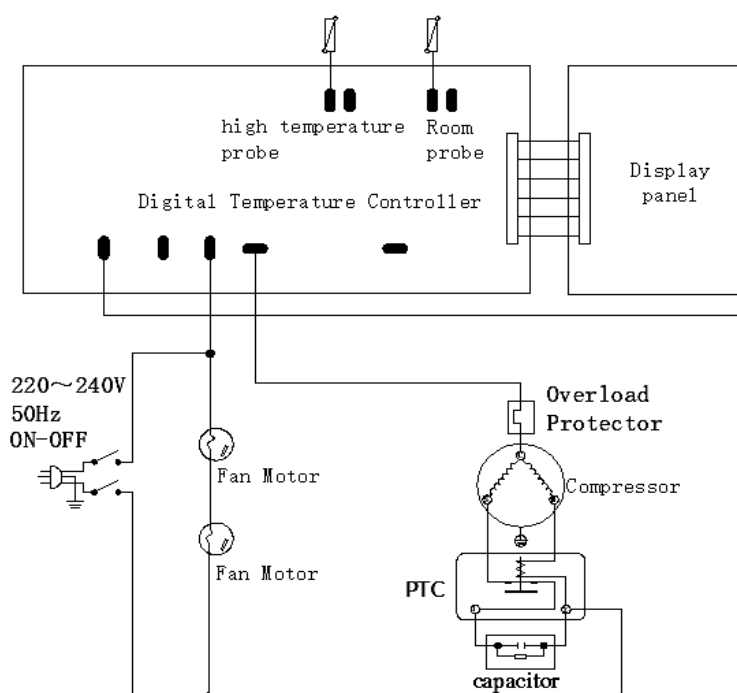 high temperature
probe
Room
probe
Display
panel
Digital Temperature Controller
220～240V
50Hz
ON-OFF
Overload
Protector
Fan Motor
Compressor
Fan Motor
PTC
capacitor